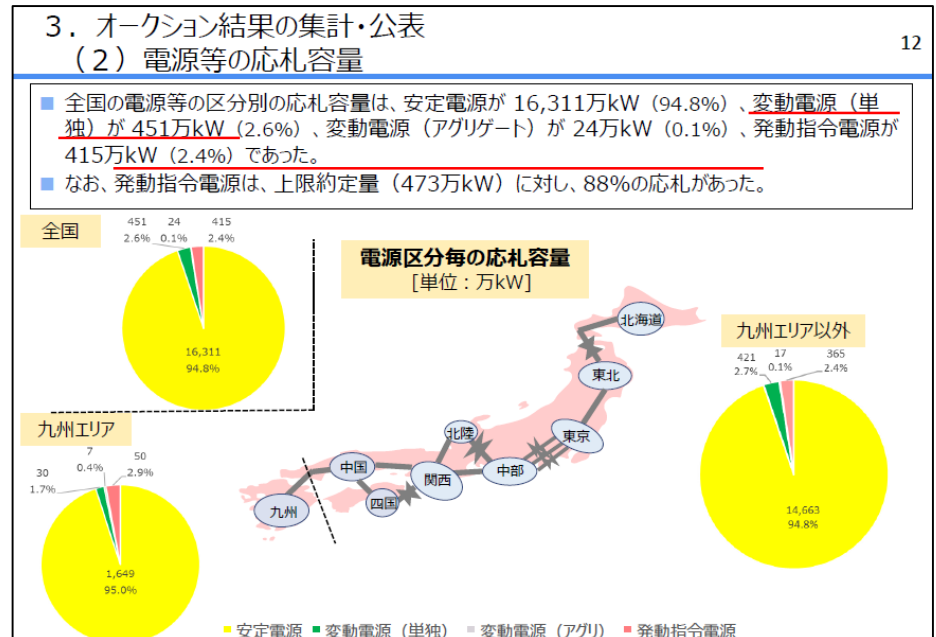 3．オークション結果の集計・公表
（2）電源等の応札容量
12
■ 全国の電源等の区分別の応札容量は、安定電源が 16,311万kW（94.8%）、変動電源（単
独）が 451万kW（2.6%）、変動電源（アグリゲート）が 24万kW（0.1%）、発動指令電源が
415万kW（2.4%）であった。
■ なお、発動指令電源は、上限約定量（473万kW）に対し、88%の応札があった。
全国
451 24 415
2.6% 0.1% 2.4%
16,311
94.8%
電源区分毎の応札容量
[単位：万kW]
北海道
東北
東京
北陸
中部
関西
中国
四国
九州
九州エリア以外
421 17 365
2.7% 0.1% 2.4%
14,663
94.8%
九州エリア
30 7 50
1.7% 0.4% 2.9%
1,649
95.0%
■安定電源 ■変動電源（単独） ■変動電源（アグリ） ■発動指令電源